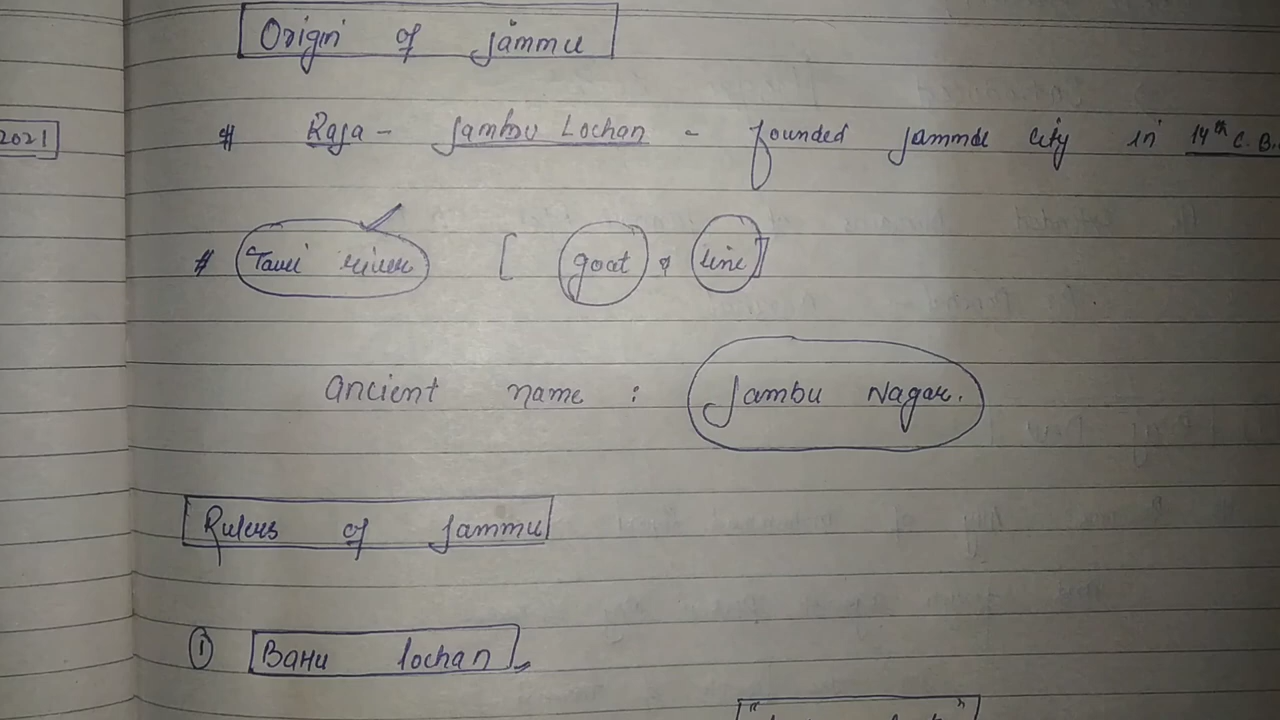 Origin of Jammu
2021
# Raja - Jambu Lochan - founded Jammu city in 14th C. B.
# Tawi river [ goat & line ]
Ancient name : Jambu Nagar.
Rulers of Jammu
① Bahu lochan